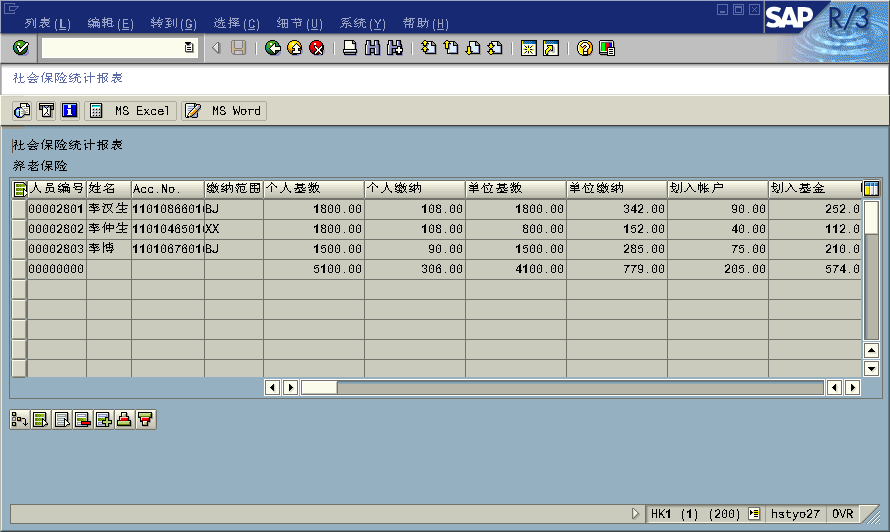 列表(L) 编辑(E) 转到(G) 选择(C) 细节(U) 系统(Y) 帮助(H)
SAP R/3
社会保险统计报表
MS Excel MS Word
社会保险统计报表
养老保险
人员编号 姓名 Acc.No. 缴纳范围 个人基数 个人缴纳 单位基数 单位缴纳 划入帐户 划入基金
00002801 李汉生 1101086601 BJ 1800.00 108.00 1800.00 342.00 90.00 252.0
00002802 李仲生 1101046501 XX 1800.00 108.00 800.00 152.00 40.00 112.0
00002803 李博 1101067601 BJ 1500.00 90.00 1500.00 285.00 75.00 210.0
00000000 5100.00 306.00 4100.00 779.00 205.00 574.0
HK1 (1) (200) hstyo27 OVR